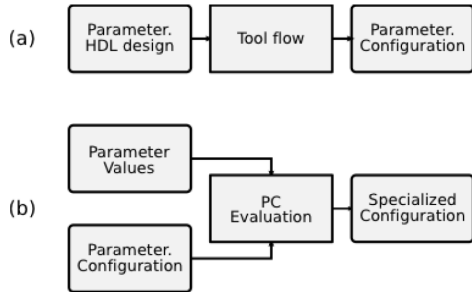 (a)
Parameter.
HDL design
Tool flow
Parameter.
Configuration
(b)
Parameter
Values
Parameter.
Configuration
PC
Evaluation
Specialized
Configuration